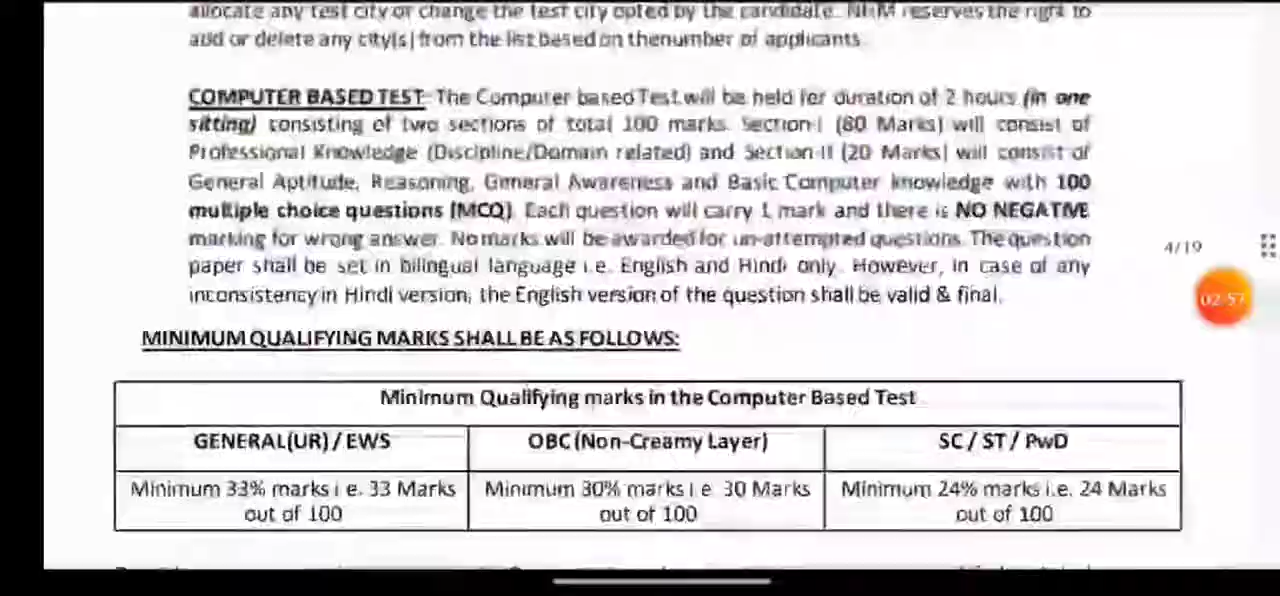 allocate any test city or change the test city opted by the candidate. NHM reserves the right to
add or delete any city(s) from the list based on thenumber of applicants.
COMPUTER BASED TEST: The Computer based Test will be held for duration of 2 hours (in one
sitting) consisting of two sections of total 100 marks. Section-I (80 Marks) will consist of
Professional Knowledge (Discipline/Domain related) and Section-II (20 Marks) will consist of
General Aptitude, Reasoning, General Awareness and Basic Computer knowledge with 100
multiple choice questions (MCQ). Each question will carry 1 mark and there is NO NEGATIVE
4/19
marking for wrong answer. No marks will be awarded for un-attempted questions. The question
paper shall be set in bilingual language i.e. English and Hindi only. However, in case of any
inconsistency in Hindi version, the English version of the question shall be valid & final.
02:57
MINIMUM QUALIFYING MARKS SHALL BE AS FOLLOWS:
Minimum Qualifying marks in the Computer Based Test
GENERAL(UR) / EWS
OBC (Non-Creamy Layer)
SC / ST / PwD
Minimum 33% marks i.e. 33 Marks
out of 100
Minimum 30% marks i.e. 30 Marks
out of 100
Minimum 24% marks i.e. 24 Marks
out of 100